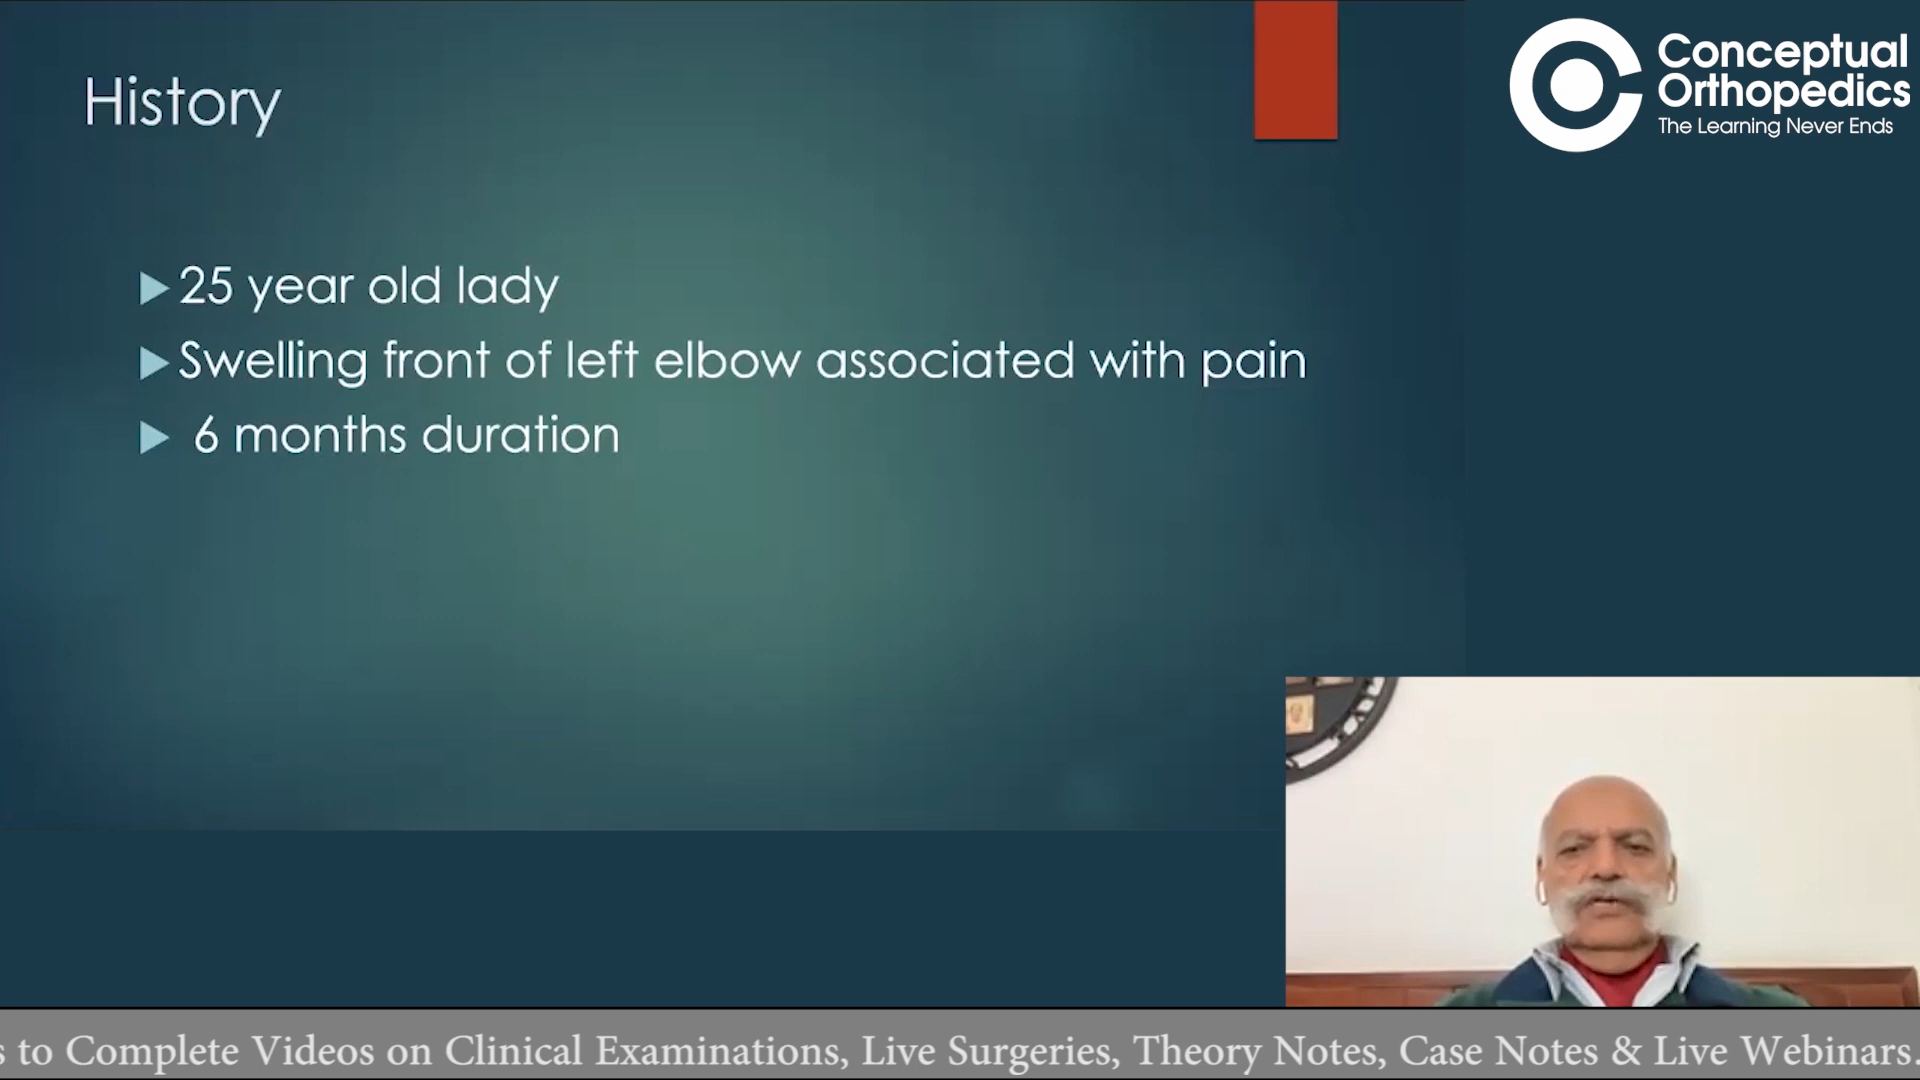 History
25 year old lady
Swelling front of left elbow associated with pain
6 months duration
Conceptual
Orthopedics
The Learning Never Ends
s to Complete Videos on Clinical Examinations, Live Surgeries, Theory Notes, Case Notes & Live Webinars.